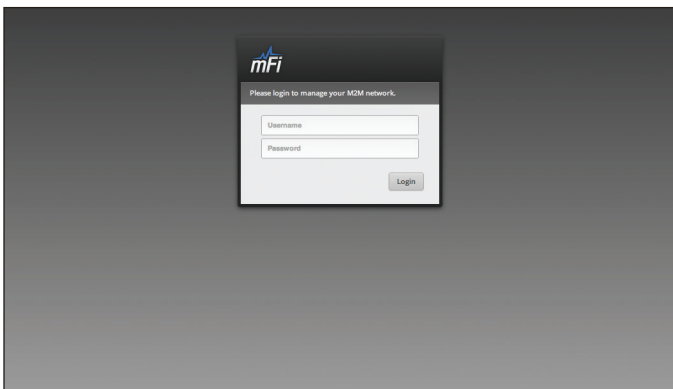 mFi
Please login to manage your M2M network.
Username
Password
Login